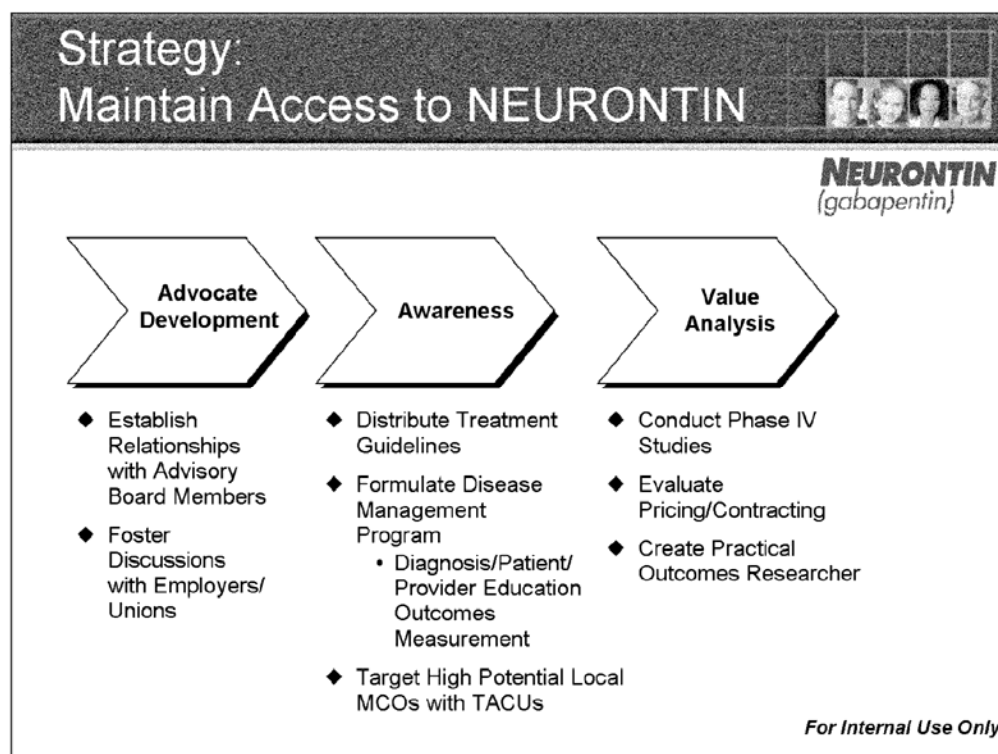 Strategy:
Maintain Access to NEURONTIN
NEURONTIN
(gabapentin)
Advocate
Development
◆ Establish
Relationships
with Advisory
Board Members
◆ Foster
Discussions
with Employers/
Unions
Awareness
◆ Distribute Treatment
Guidelines
◆ Formulate Disease
Management
Program
• Diagnosis/Patient/
Provider Education
Outcomes
Measurement
◆ Target High Potential Local
MCOs with TACUs
Value
Analysis
◆ Conduct Phase IV
Studies
◆ Evaluate
Pricing/Contracting
◆ Create Practical
Outcomes Researcher
For Internal Use Only